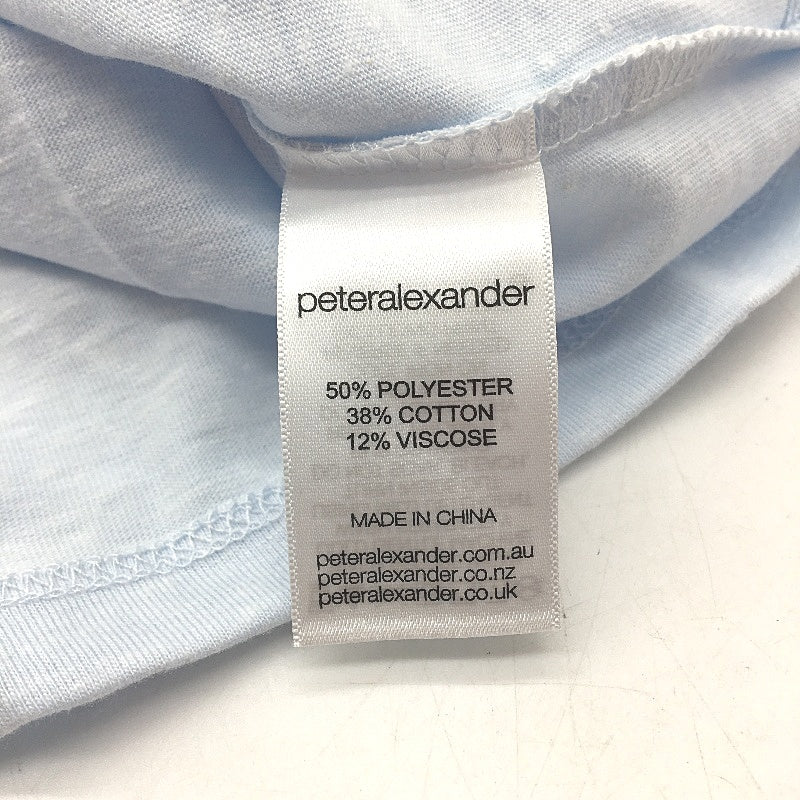 peteralexander
50% POLYESTER
38% COTTON
12% VISCOSE
MADE IN CHINA
peteralexander.com.au
peteralexander.co.nz
peteralexander.co.uk